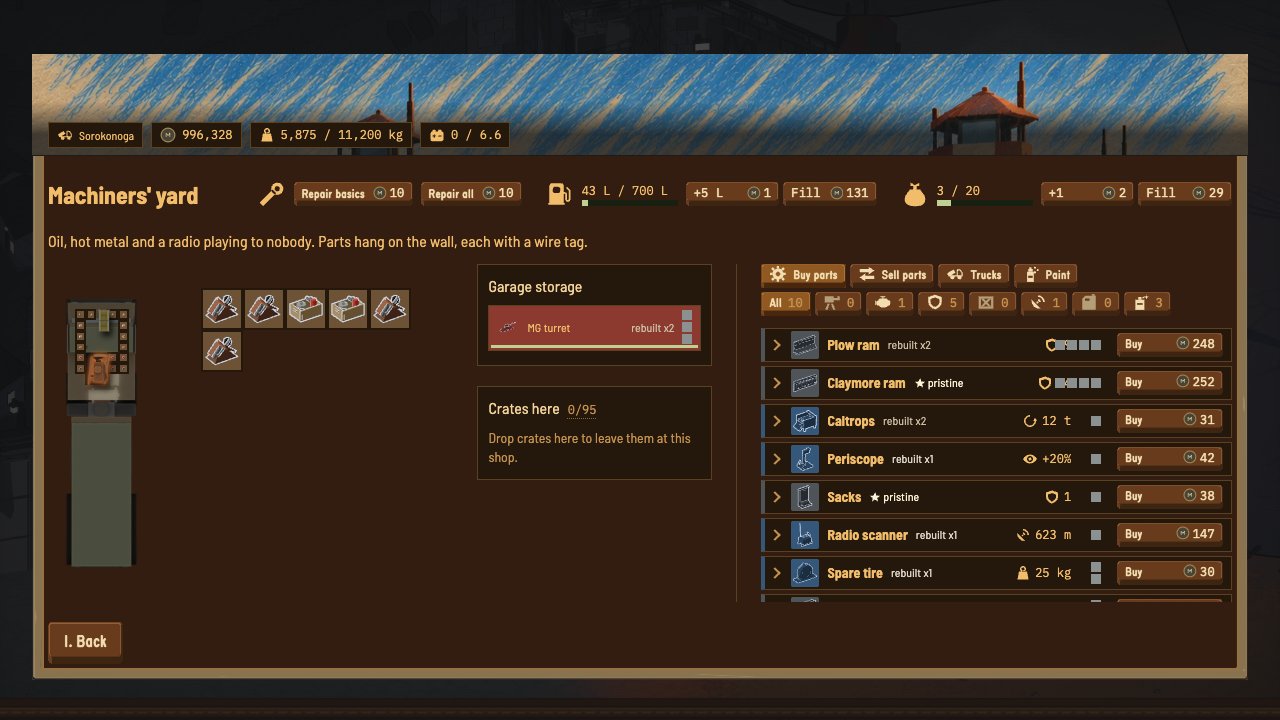 Sorokonoga
996,328
5,875 / 11,200 kg
0 / 6.6
Machiners' yard
Repair basics 10
Repair all 10
43 L / 700 L
+5 L 1
Fill 131
3 / 20
+1 2
Fill 29
Oil, hot metal and a radio playing to nobody. Parts hang on the wall, each with a wire tag.
Garage storage
MG turret rebuilt x2
Crates here 0/95
Drop crates here to leave them at this
shop.
Buy parts
Sell parts
Trucks
Paint
All 10
0
1
5
0
1
0
3
Plow ram rebuilt x2 Buy 248
Claymore ram pristine Buy 252
Caltrops rebuilt x2 12 t Buy 31
Periscope rebuilt x1 +20% Buy 42
Sacks pristine 1 Buy 38
Radio scanner rebuilt x1 623 m Buy 147
Spare tire rebuilt x1 25 kg Buy 30
1. Back